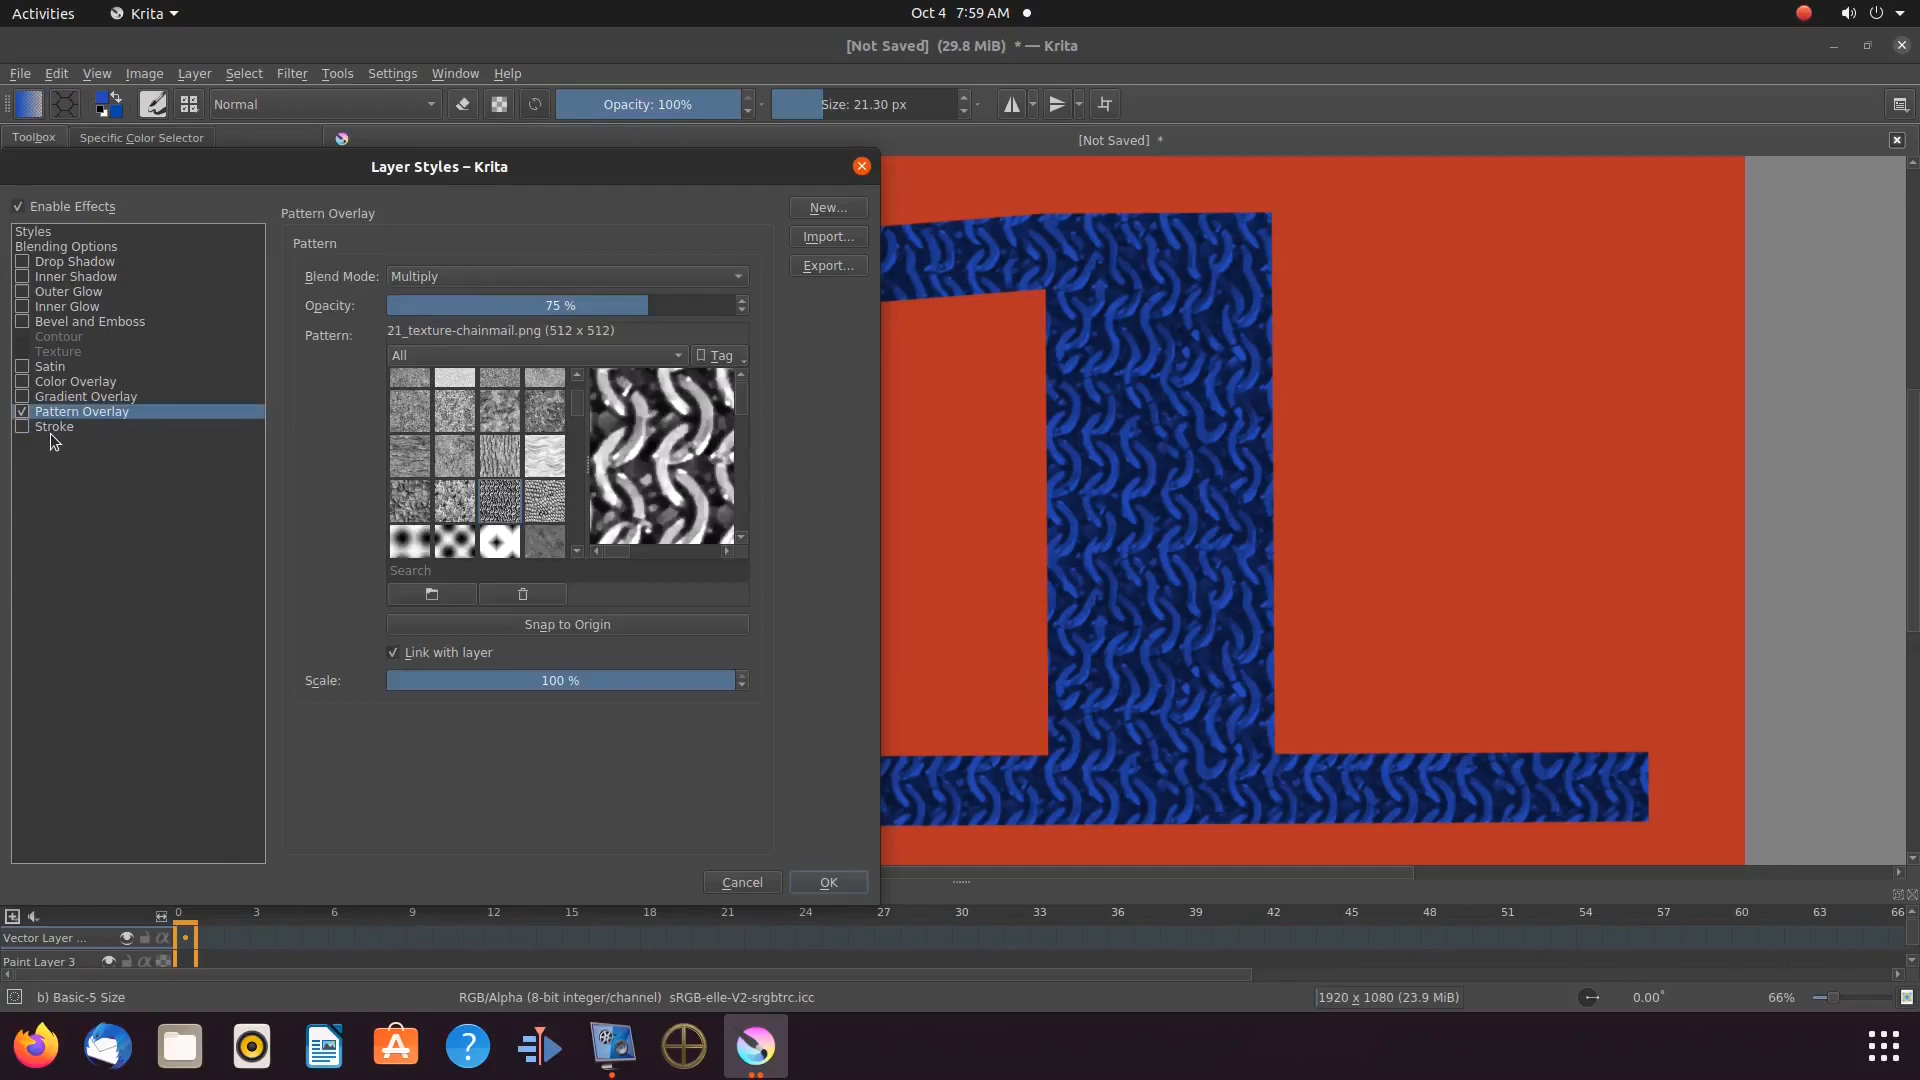 Activities Krita Oct 4 7:59 AM
[Not Saved] (29.8 MiB) * — Krita
File Edit View Image Layer Select Filter Tools Settings Window Help
Normal Opacity: 100% Size: 21.30 px
Toolbox Specific Color Selector [Not Saved] *
Layer Styles – Krita
Enable Effects
Styles
Blending Options
Drop Shadow
Inner Shadow
Outer Glow
Inner Glow
Bevel and Emboss
Contour
Texture
Satin
Color Overlay
Gradient Overlay
Pattern Overlay
Stroke
Pattern Overlay
Pattern
Blend Mode: Multiply
Opacity: 75 %
Pattern: 21_texture-chainmail.png (512 x 512)
All Tag
Search
Snap to Origin
Link with layer
Scale: 100 %
New...
Import...
Export...
Cancel OK
0 3 6 9 12 15 18 21 24 27 30 33 36 39 42 45 48 51 54 57 60 63 66
Vector Layer ...
Paint Layer 3
b) Basic-5 Size RGB/Alpha (8-bit integer/channel) sRGB-elle-V2-srgbtrc.icc 1920 x 1080 (23.9 MiB) 0.00° 66%